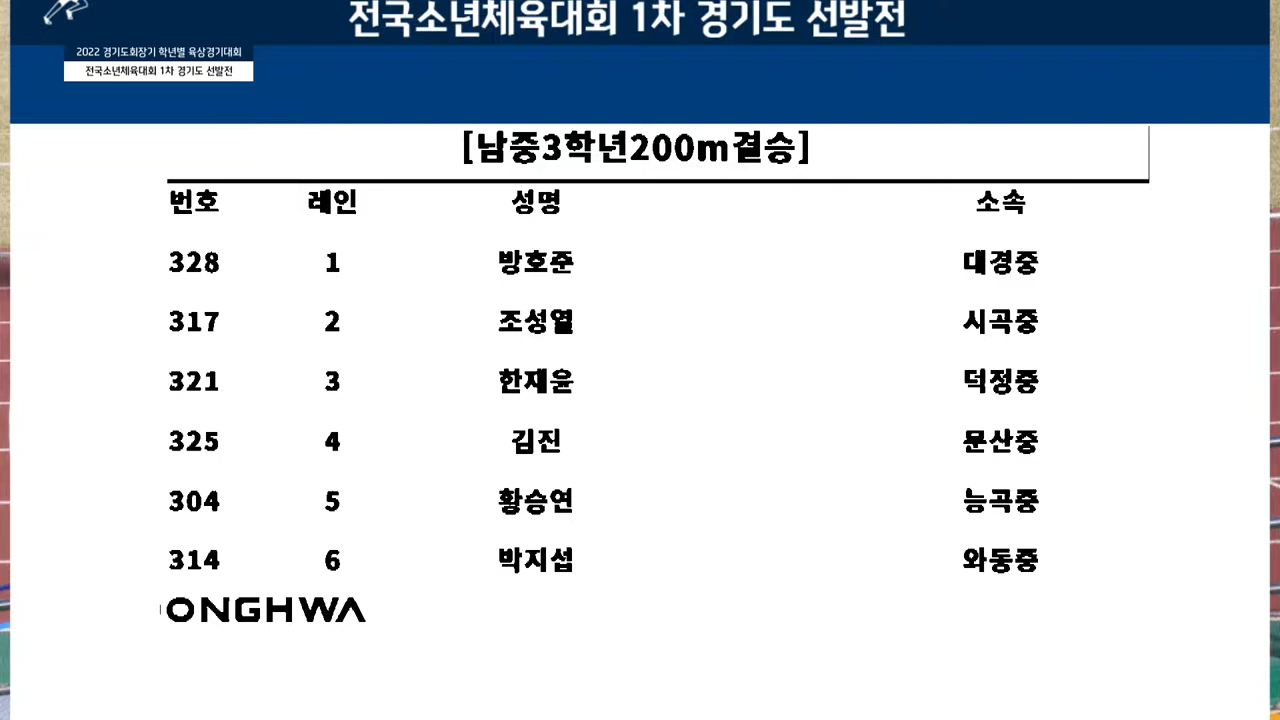 전국소년체육대회 1차 경기도 선발전
2022 경기도회장기 학년별 육상경기대회
전국소년체육대회 1차 경기도 선발전
[남중3학년200m결승]
번호 레인 성명 소속
328 1 방호준 대경중
317 2 조성열 시곡중
321 3 한재윤 덕정중
325 4 김진 문산중
304 5 황승연 능곡중
314 6 박지섭 와동중
ONGHWA